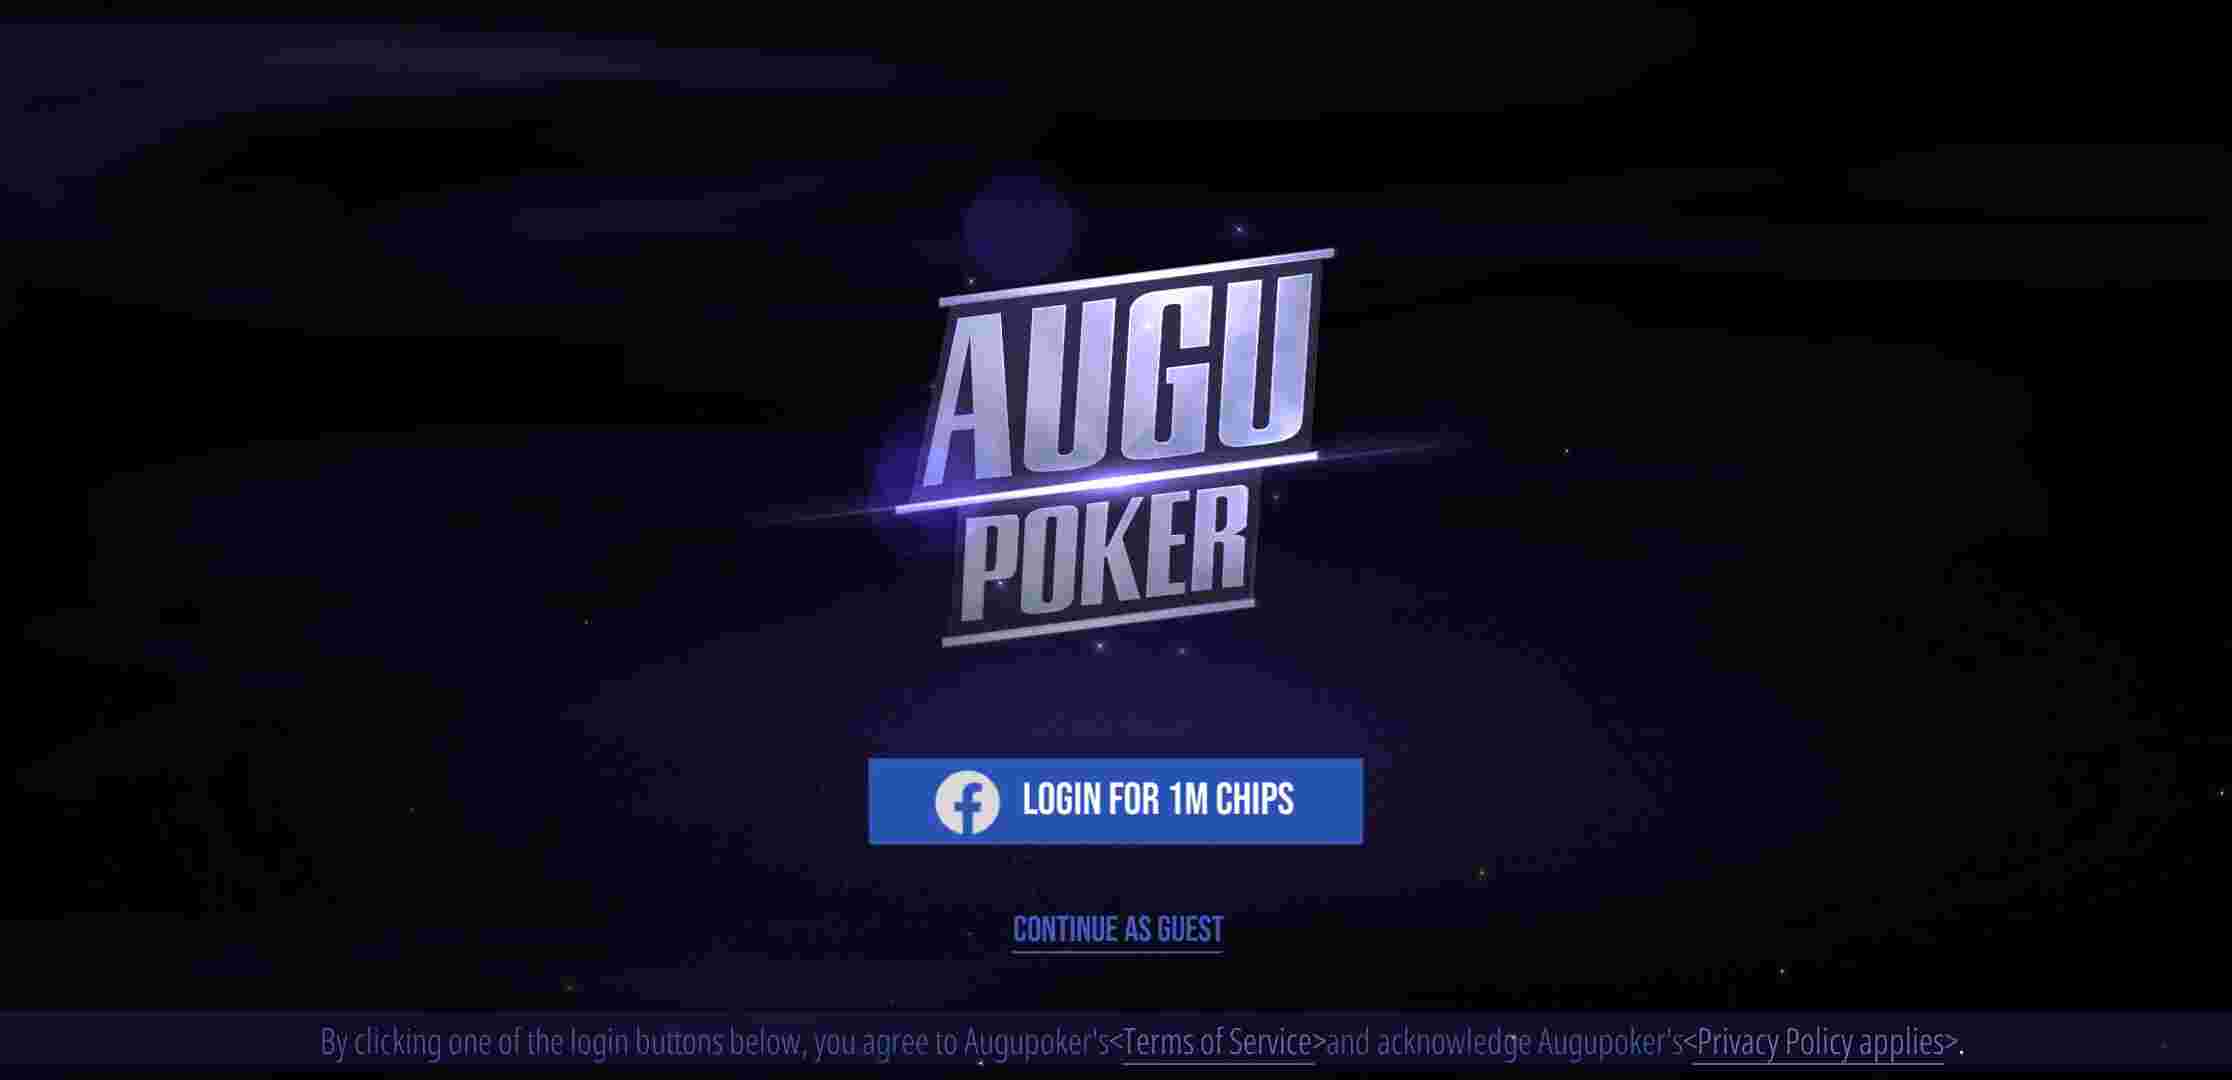 AUGU
POKER
LOGIN FOR 1M CHIPS
CONTINUE AS GUEST
By clicking one of the login buttons below, you agree to Augupoker's<Terms of Service>and acknowledge Augupoker's<Privacy Policy applies>.